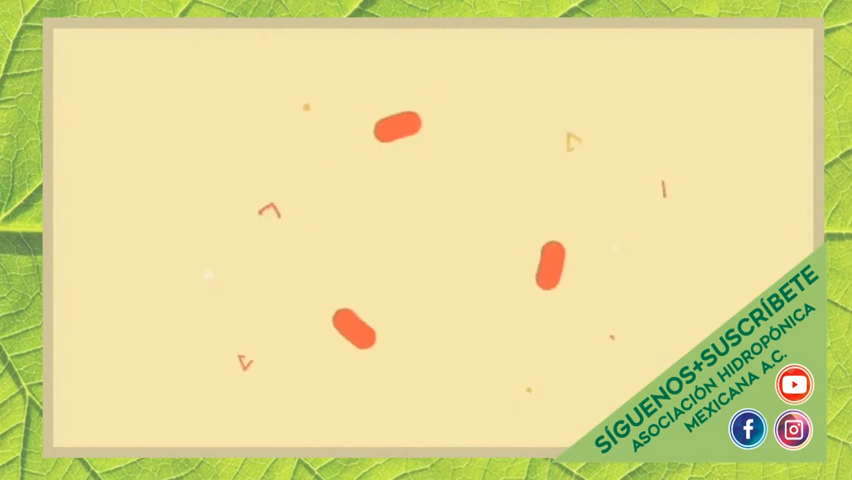 SÍGUENOS+SUSCRÍBETE
ASOCIACIÓN HIDROPÓNICA
MEXICANA A.C.